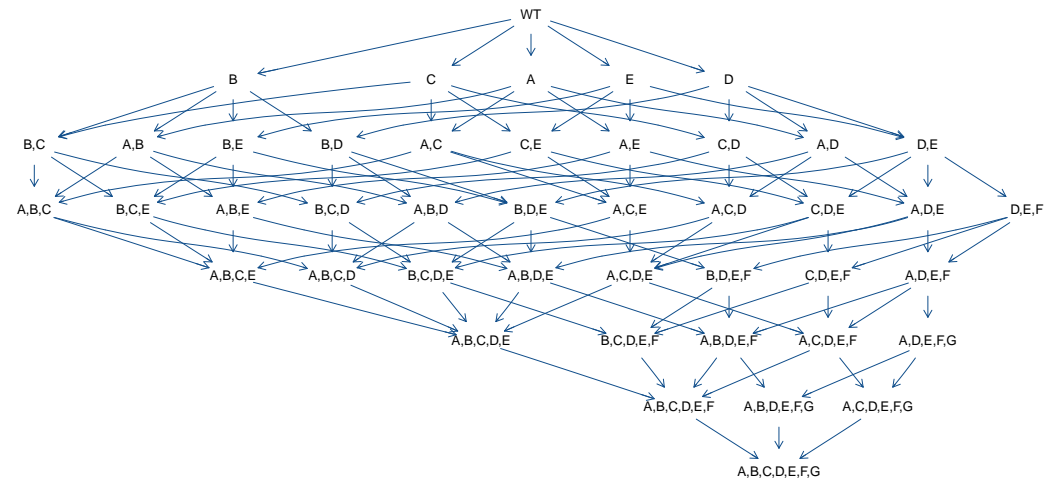 WT
B C A E D
B,C A,B B,E B,D A,C C,E A,E C,D A,D D,E
A,B,C B,C,E A,B,E B,C,D A,B,D B,D,E A,C,E A,C,D C,D,E A,D,E D,E,F
A,B,C,E A,B,C,D B,C,D,E A,B,D,E A,C,D,E B,D,E,F C,D,E,F A,D,E,F
A,B,C,D,E B,C,D,E,F A,B,D,E,F A,C,D,E,F A,D,E,F,G
A,B,C,D,E,F A,B,D,E,F,G A,C,D,E,F,G
A,B,C,D,E,F,G